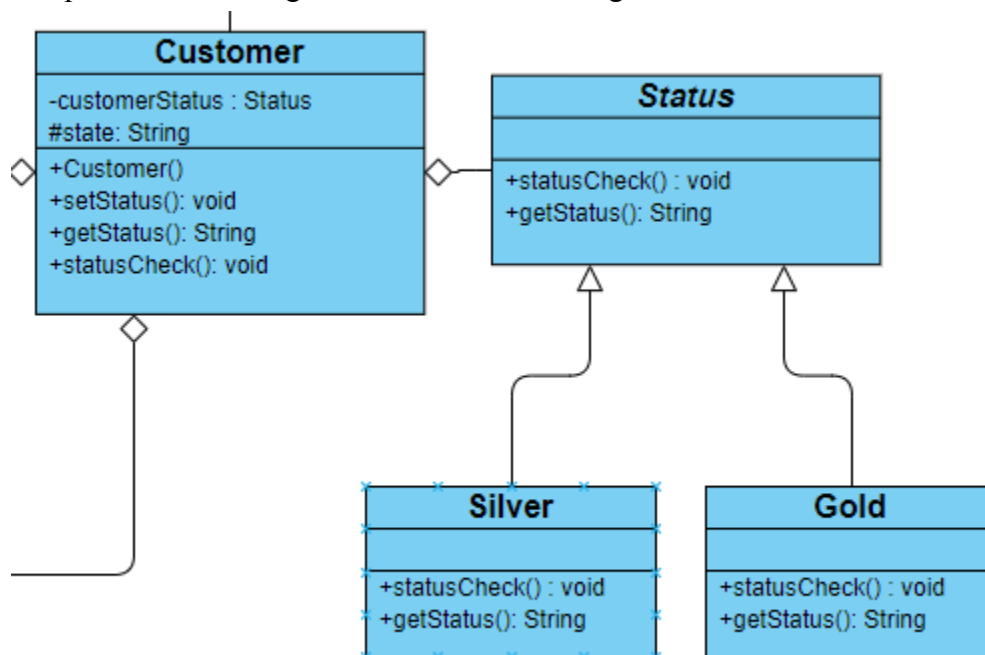 Customer
-customerStatus : Status
#state: String
+Customer()
+setStatus(): void
+getStatus(): String
+statusCheck(): void
Status
+statusCheck() : void
+getStatus(): String
Silver
+statusCheck() : void
+getStatus(): String
Gold
+statusCheck() : void
+getStatus(): String